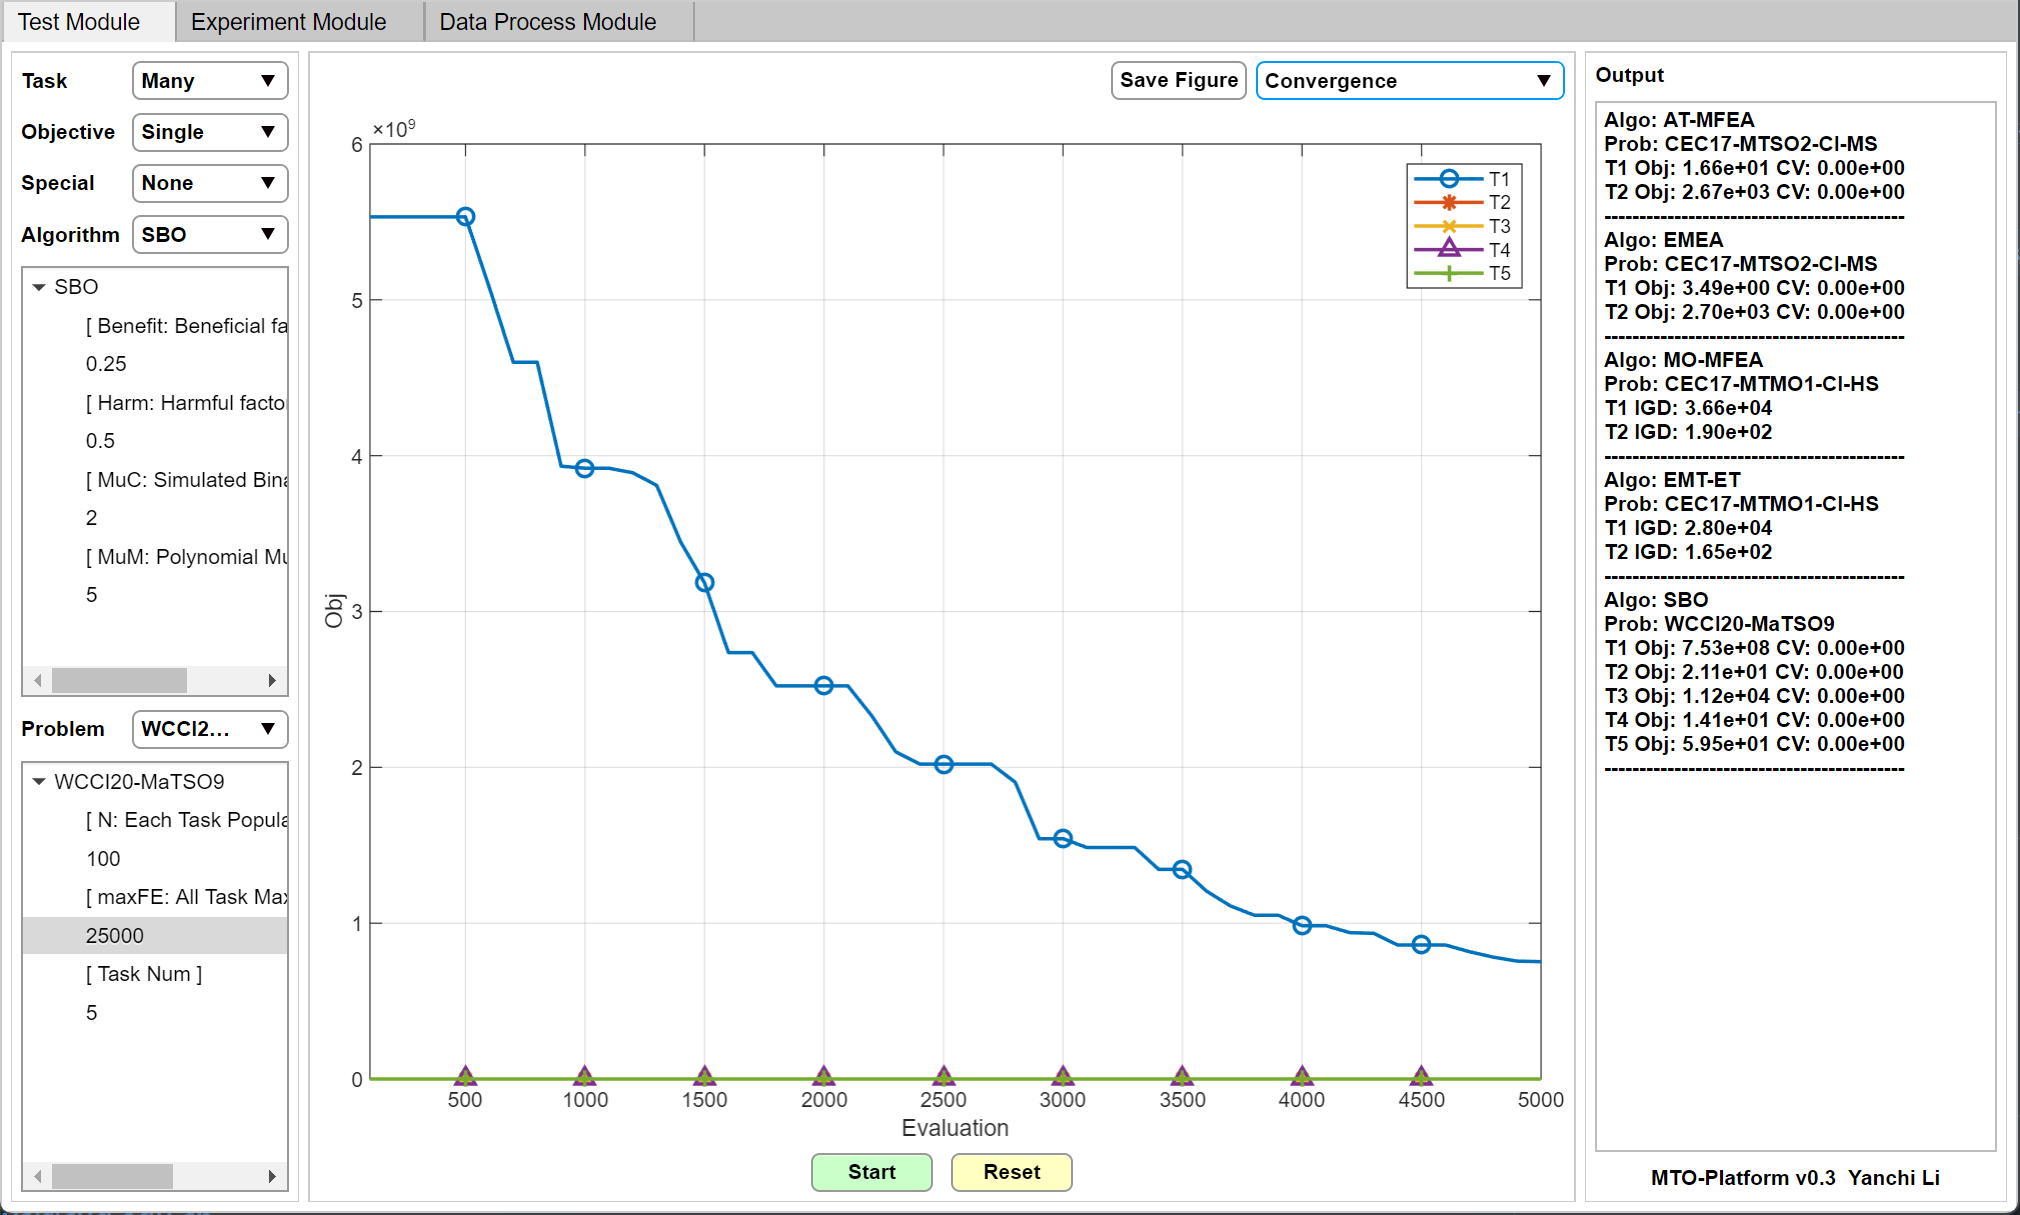 Test Module
Experiment Module
Data Process Module
Task
Many
Objective
Single
Special
None
Algorithm
SBO
SBO
[ Benefit: Beneficial fa
0.25
[ Harm: Harmful facto
0.5
[ MuC: Simulated Bina
2
[ MuM: Polynomial Mu
5
Problem
WCCI2...
WCCI20-MaTSO9
[ N: Each Task Popula
100
[ maxFE: All Task Max
25000
[ Task Num ]
5
Save Figure
Convergence
×10⁹
6
5
4
3
2
1
0
Obj
T1
T2
T3
T4
T5
500 1000 1500 2000 2500 3000 3500 4000 4500 5000
Evaluation
Start
Reset
Output
Algo: AT-MFEA
Prob: CEC17-MTSO2-CI-MS
T1 Obj: 1.66e+01 CV: 0.00e+00
T2 Obj: 2.67e+03 CV: 0.00e+00
-------------------------------------------
Algo: EMEA
Prob: CEC17-MTSO2-CI-MS
T1 Obj: 3.49e+00 CV: 0.00e+00
T2 Obj: 2.70e+03 CV: 0.00e+00
-------------------------------------------
Algo: MO-MFEA
Prob: CEC17-MTMO1-CI-HS
T1 IGD: 3.66e+04
T2 IGD: 1.90e+02
-------------------------------------------
Algo: EMT-ET
Prob: CEC17-MTMO1-CI-HS
T1 IGD: 2.80e+04
T2 IGD: 1.65e+02
-------------------------------------------
Algo: SBO
Prob: WCCI20-MaTSO9
T1 Obj: 7.53e+08 CV: 0.00e+00
T2 Obj: 2.11e+01 CV: 0.00e+00
T3 Obj: 1.12e+04 CV: 0.00e+00
T4 Obj: 1.41e+01 CV: 0.00e+00
T5 Obj: 5.95e+01 CV: 0.00e+00
-------------------------------------------
MTO-Platform v0.3 Yanchi Li